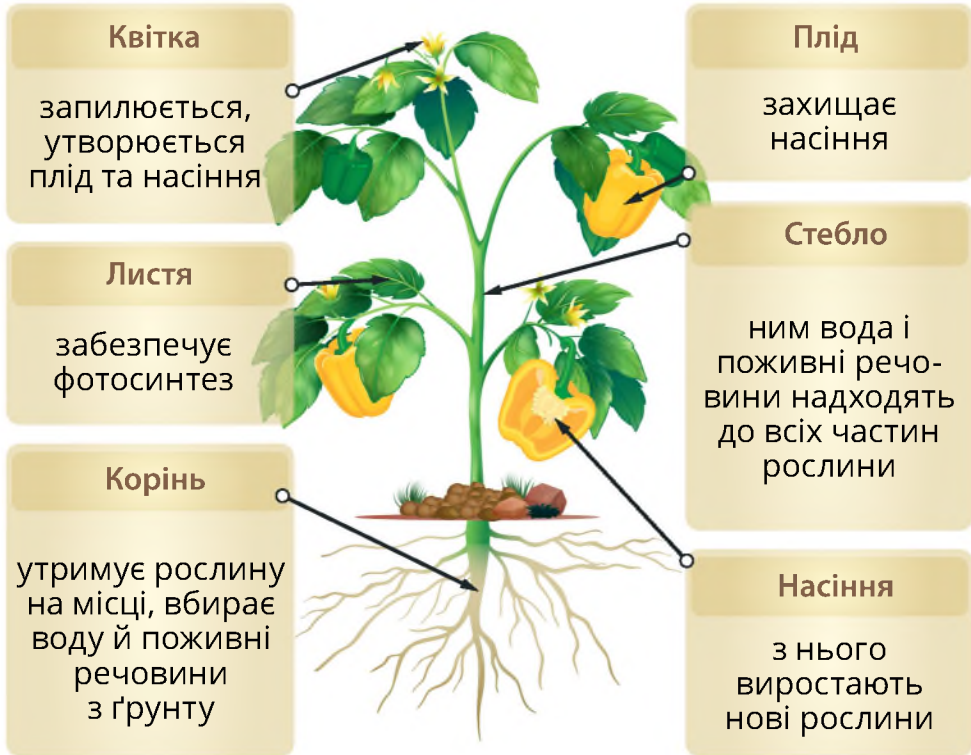 Квітка
запилюється,
утворюється
плід та насіння
Листя
забезпечує
фотосинтез
Корінь
утримує рослину
на місці, вбирає
воду й поживні
речовини
з ґрунту
Плід
захищає
насіння
Стебло
ним вода і
поживні речо-
вини надходять
до всіх частин
рослини
Насіння
з нього
виростають
нові рослини